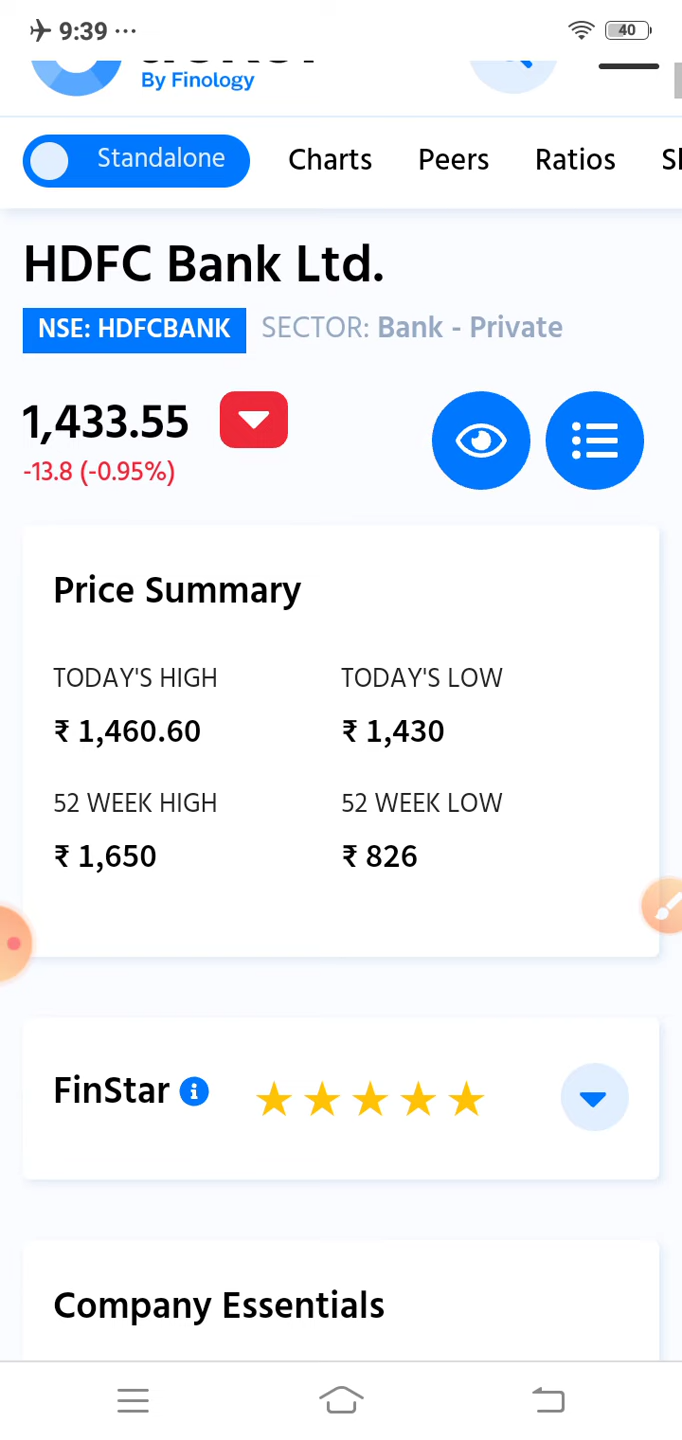 9:39 ...
40
By Finology
Standalone
Charts
Peers
Ratios
HDFC Bank Ltd.
NSE: HDFCBANK
SECTOR: Bank - Private
1,433.55
-13.8 (-0.95%)
Price Summary
TODAY'S HIGH
TODAY'S LOW
₹ 1,460.60
₹ 1,430
52 WEEK HIGH
52 WEEK LOW
₹ 1,650
₹ 826
FinStar
Company Essentials